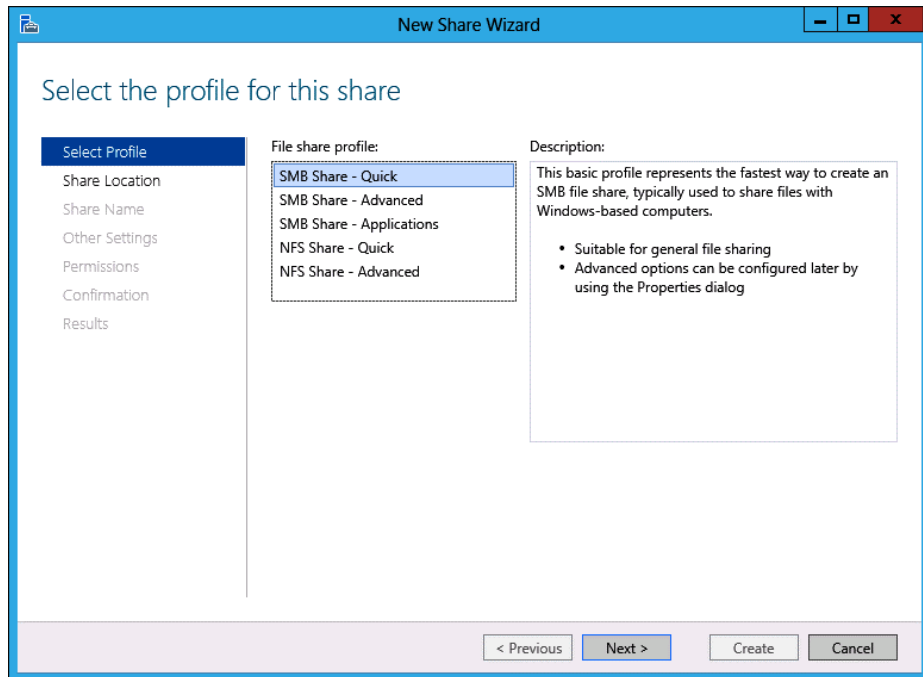 New Share Wizard
Select the profile for this share
Select Profile
Share Location
Share Name
Other Settings
Permissions
Confirmation
Results
File share profile:
SMB Share - Quick
SMB Share - Advanced
SMB Share - Applications
NFS Share - Quick
NFS Share - Advanced
Description:
This basic profile represents the fastest way to create an
SMB file share, typically used to share files with
Windows-based computers.
• Suitable for general file sharing
• Advanced options can be configured later by
using the Properties dialog
< Previous
Next >
Create
Cancel